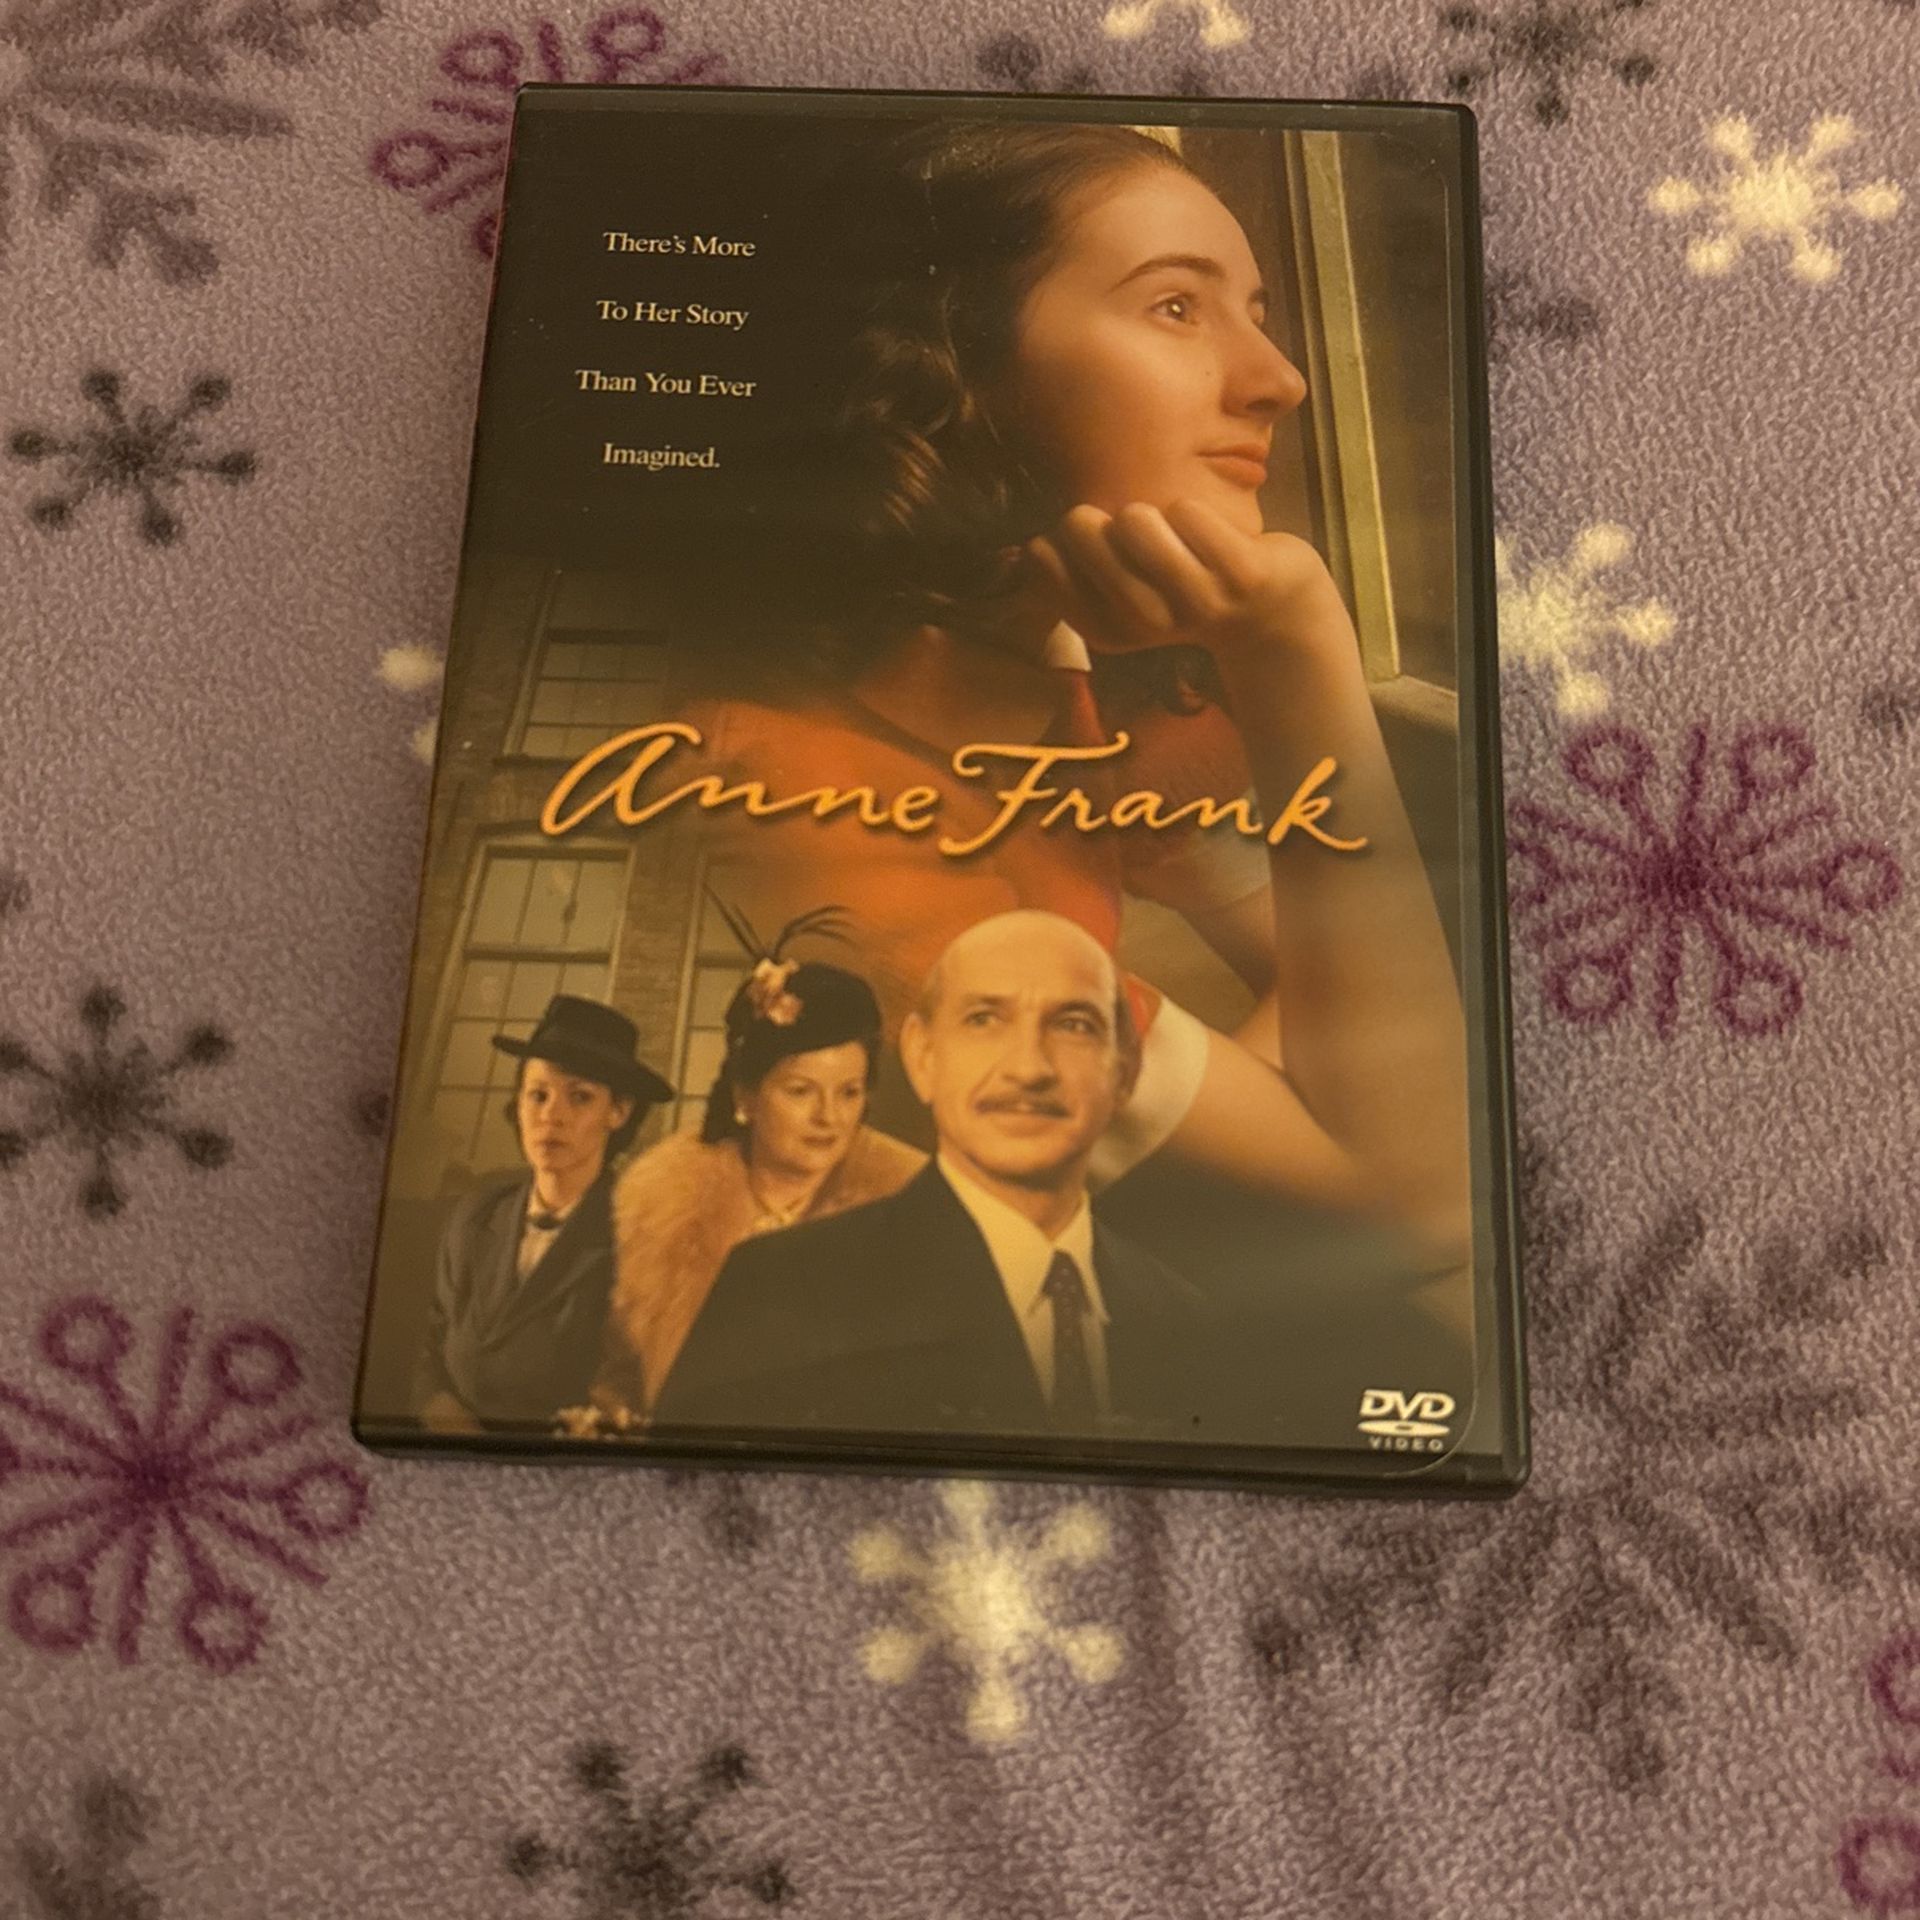 There's More
To Her Story
Than You Ever
Imagined.
Anne Frank
DVD
VIDEO